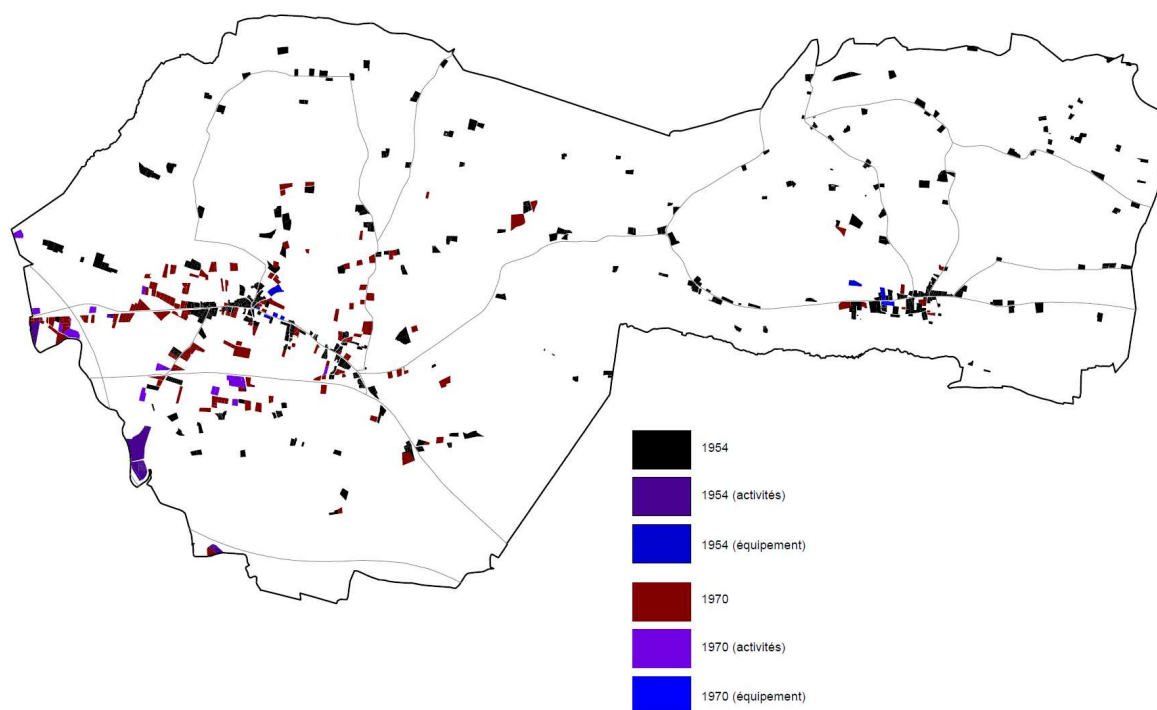 1954
1954 (activités)
1954 (équipement)
1970
1970 (activités)
1970 (équipement)